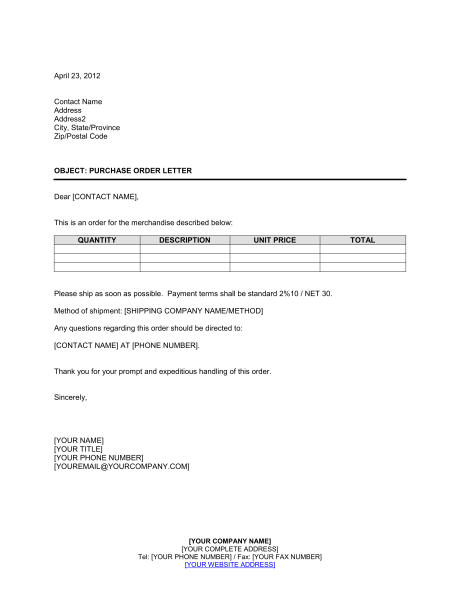 April 23, 2012
Contact Name
Address
Address2
City, State/Province
Zip/Postal Code
OBJECT: PURCHASE ORDER LETTER
Dear [CONTACT NAME],
This is an order for the merchandise described below:
QUANTITY DESCRIPTION UNIT PRICE TOTAL
Please ship as soon as possible. Payment terms shall be standard 2%10 / NET 30.
Method of shipment: [SHIPPING COMPANY NAME/METHOD]
Any questions regarding this order should be directed to:
[CONTACT NAME] AT [PHONE NUMBER].
Thank you for your prompt and expeditious handling of this order.
Sincerely,
[YOUR NAME]
[YOUR TITLE]
[YOUR PHONE NUMBER]
[YOUREMAIL@YOURCOMPANY.COM]
[YOUR COMPANY NAME]
[YOUR COMPLETE ADDRESS]
Tel: [YOUR PHONE NUMBER] / Fax: [YOUR FAX NUMBER]
[YOUR WEBSITE ADDRESS]